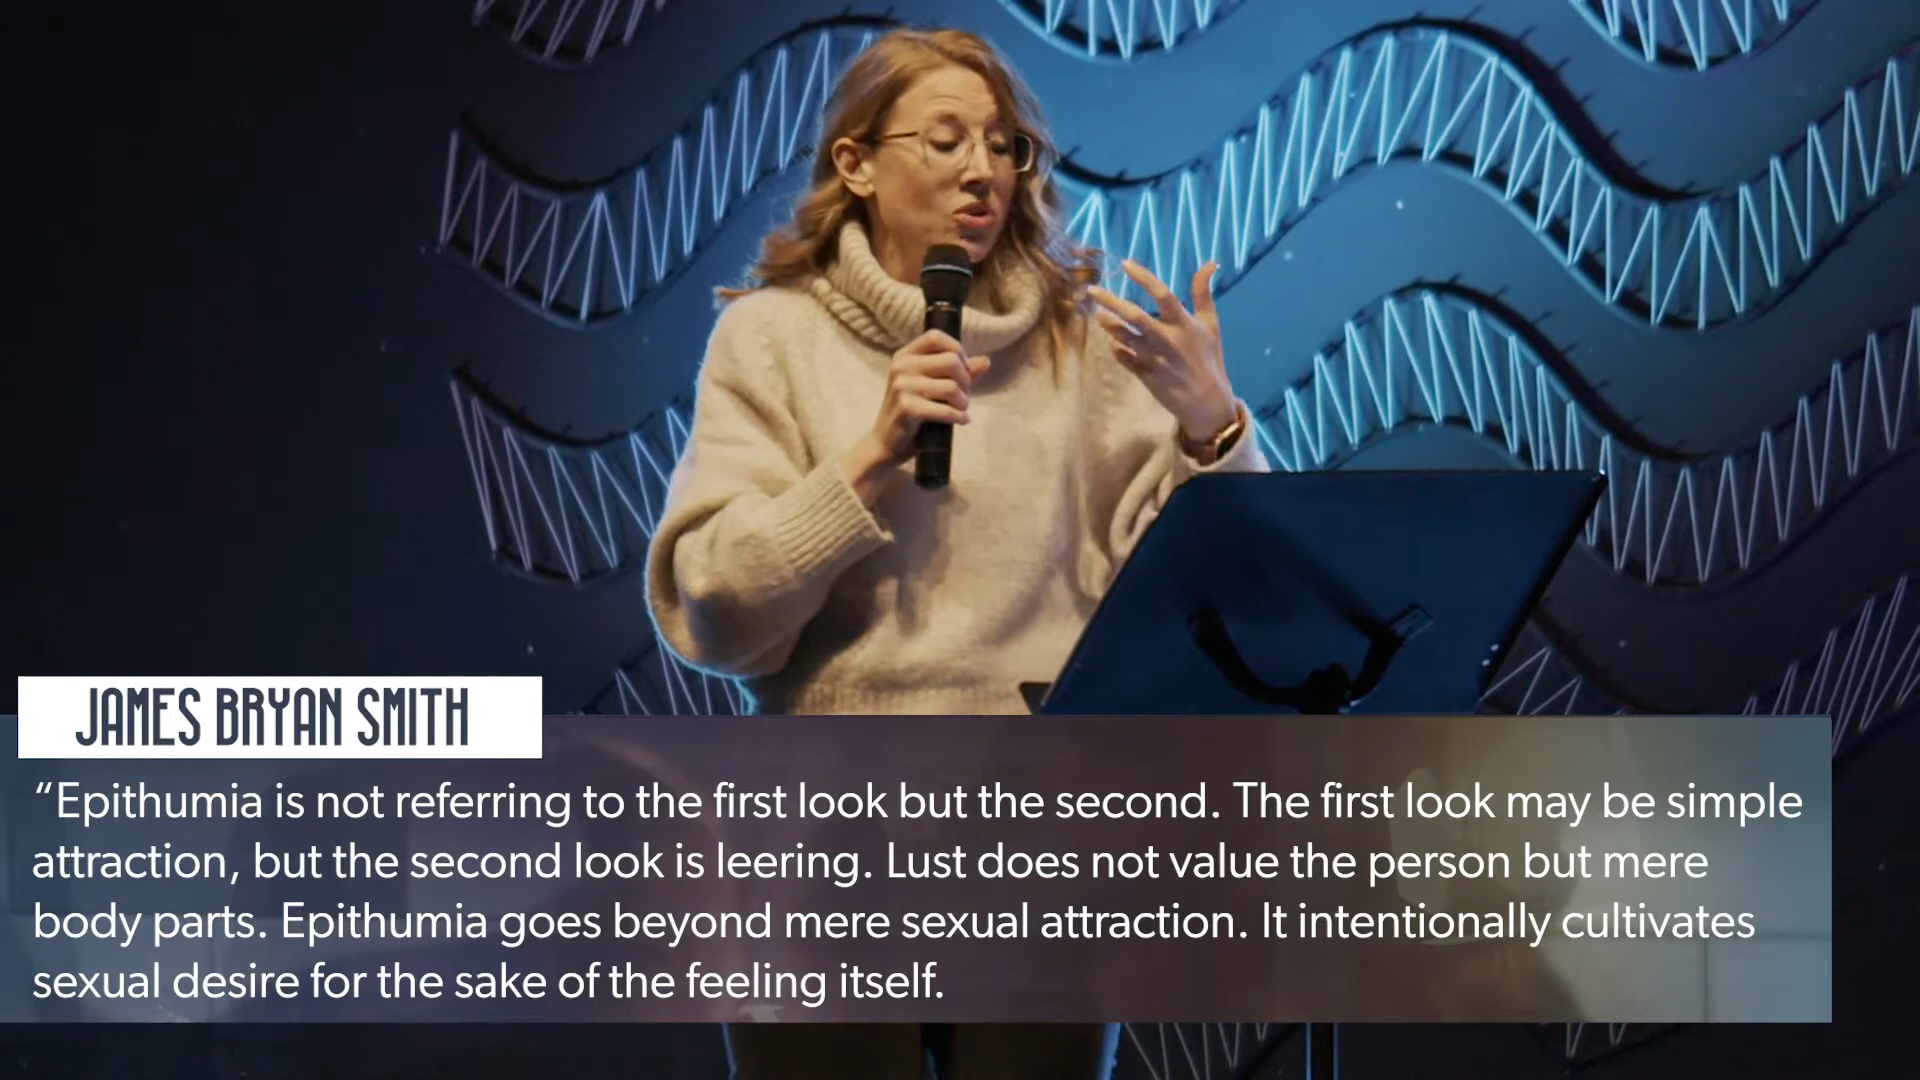 JAMES BRYAN SMITH
“Epithumia is not referring to the first look but the second. The first look may be simple
attraction, but the second look is leering. Lust does not value the person but mere
body parts. Epithumia goes beyond mere sexual attraction. It intentionally cultivates
sexual desire for the sake of the feeling itself.